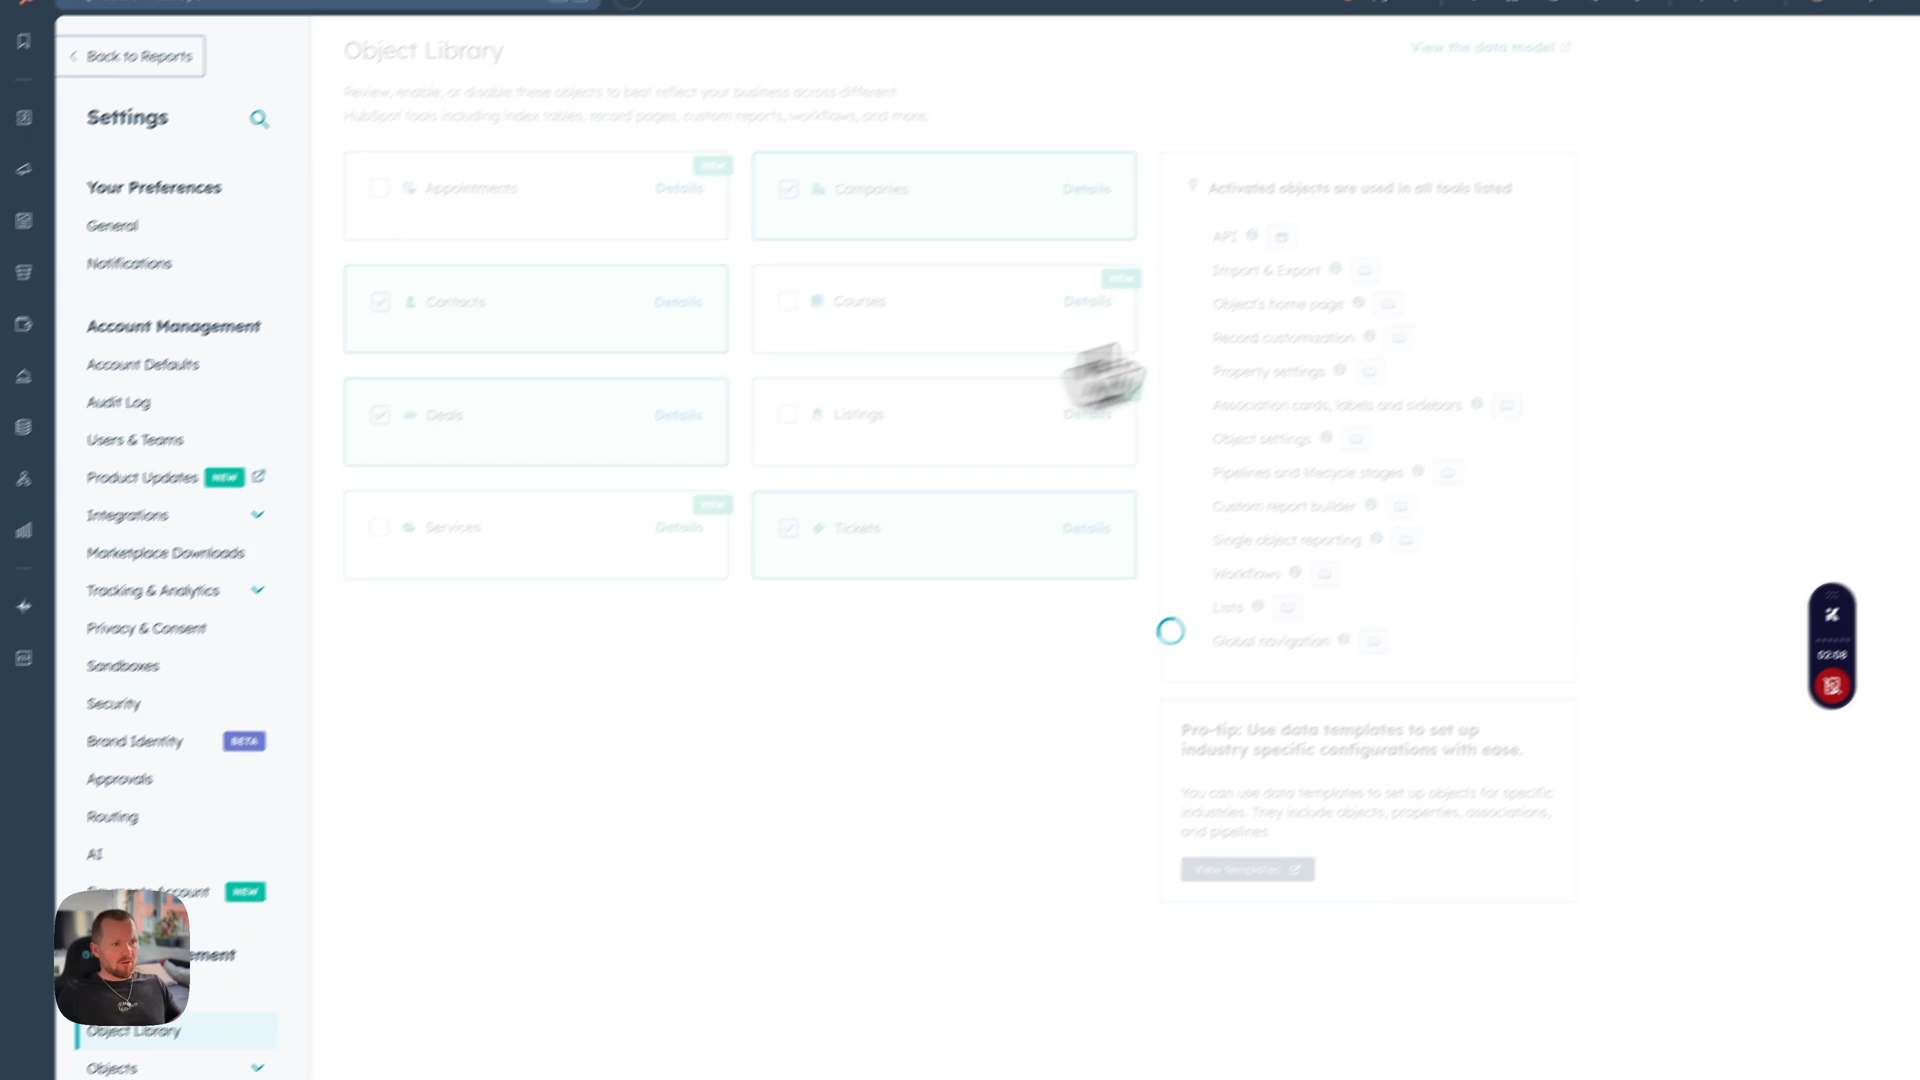 Back to Reports
Settings
Your Preferences
General
Notifications
Account Management
Account Defaults
Audit Log
Users & Teams
Product Updates NEW
Integrations
Marketplace Downloads
Tracking & Analytics
Privacy & Consent
Sandboxes
Security
Brand Identity BETA
Approvals
Routing
AI
Account NEW
Object Library
Objects
Object Library
View the data model
Review, enable, or disable these objects to best reflect your business across different
HubSpot tools including index tables, record pages, custom reports, workflows, and more.
NEW
Appointments Details
Companies Details
Contacts Details
NEW
Courses Details
Deals Details
Listings Details
NEW
Services Details
Tickets Details
Activated objects are used in all tools listed
API
Import & Export
Object's home page
Record customization
Property settings
Association cards, labels and sidebars
Object settings
Pipelines and lifecycle stages
Custom report builder
Single object reporting
Workflows
Lists
Global navigation
Pro-tip: Use data templates to set up
industry specific configurations with ease.
You can use data templates to set up objects for specific
industries. They include objects, properties, associations,
and pipelines.
View templates
02:08